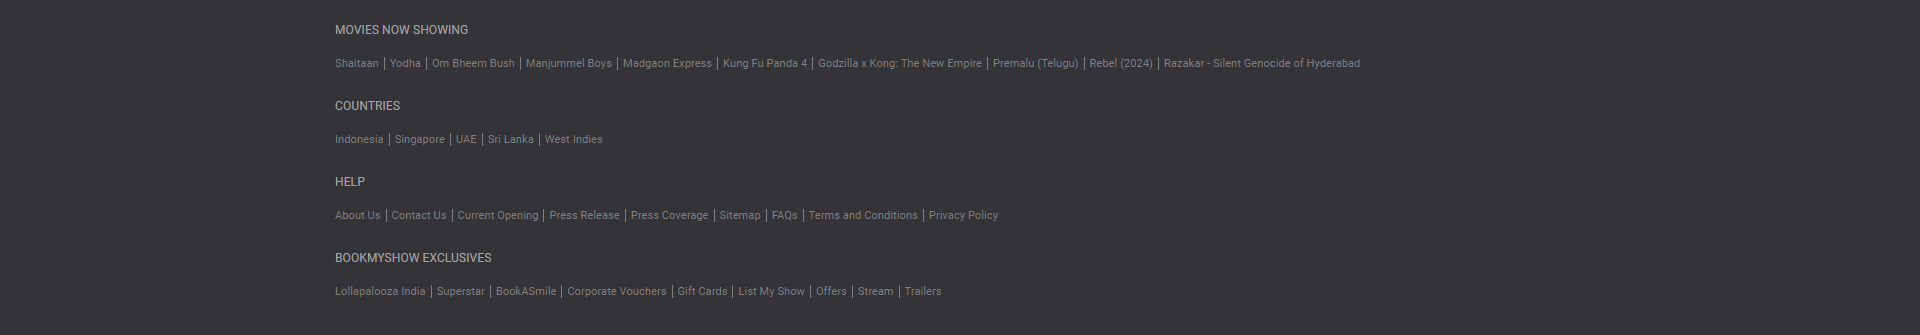 MOVIES NOW SHOWING
Shaitaan | Yodha | Om Bheem Bush | Manjummel Boys | Madgaon Express | Kung Fu Panda 4 | Godzilla x Kong: The New Empire | Premalu (Telugu) | Rebel (2024) | Razakar - Silent Genocide of Hyderabad
COUNTRIES
Indonesia | Singapore | UAE | Sri Lanka | West Indies
HELP
About Us | Contact Us | Current Opening | Press Release | Press Coverage | Sitemap | FAQs | Terms and Conditions | Privacy Policy
BOOKMYSHOW EXCLUSIVES
Lollapalooza India | Superstar | BookASmile | Corporate Vouchers | Gift Cards | List My Show | Offers | Stream | Trailers